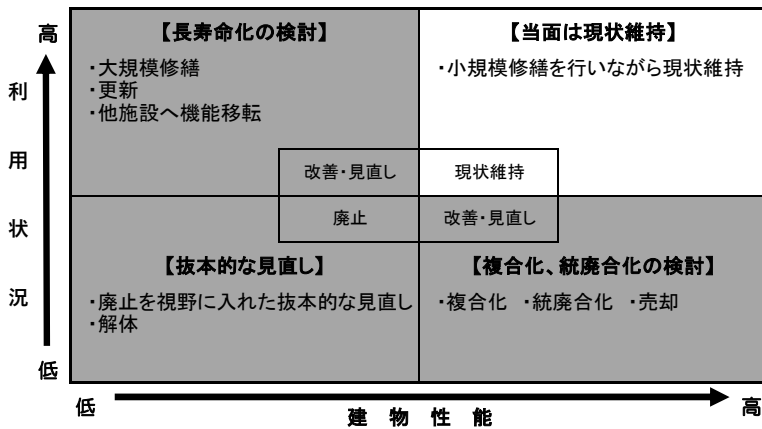 高
利用状況
低
【長寿命化の検討】
・大規模修繕
・更新
・他施設へ機能移転
【当面は現状維持】
・小規模修繕を行いながら現状維持
改善・見直し
現状維持
廃止
改善・見直し
【抜本的な見直し】
・廃止を視野に入れた抜本的な見直し
・解体
【複合化、統廃合化の検討】
・複合化 ・統廃合化 ・売却
低
建物性能
高